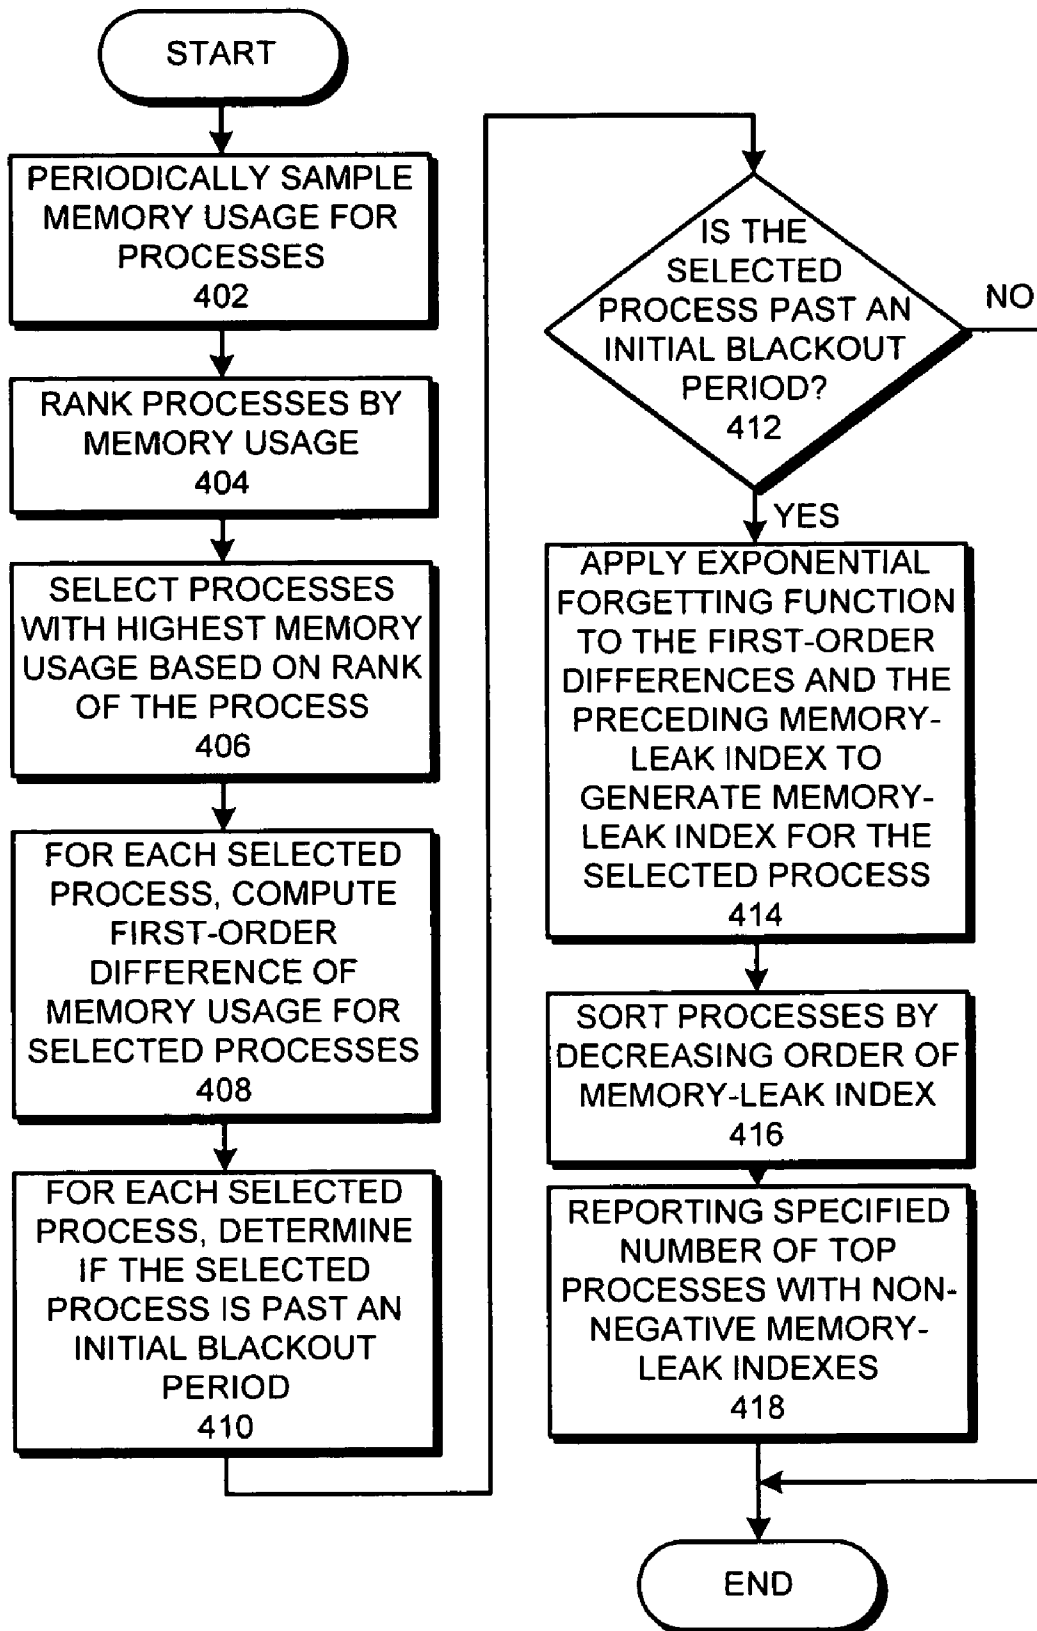 START
PERIODICALLY SAMPLE
MEMORY USAGE FOR
PROCESSES
402
RANK PROCESSES BY
MEMORY USAGE
404
SELECT PROCESSES
WITH HIGHEST MEMORY
USAGE BASED ON RANK
OF THE PROCESS
406
FOR EACH SELECTED
PROCESS, COMPUTE
FIRST-ORDER
DIFFERENCE OF
MEMORY USAGE FOR
SELECTED PROCESSES
408
FOR EACH SELECTED
PROCESS, DETERMINE
IF THE SELECTED
PROCESS IS PAST AN
INITIAL BLACKOUT
PERIOD
410
IS THE
SELECTED
PROCESS PAST AN
INITIAL BLACKOUT
PERIOD?
412
NO
YES
APPLY EXPONENTIAL
FORGETTING FUNCTION
TO THE FIRST-ORDER
DIFFERENCES AND THE
PRECEDING MEMORY-
LEAK INDEX TO
GENERATE MEMORY-
LEAK INDEX FOR THE
SELECTED PROCESS
414
SORT PROCESSES BY
DECREASING ORDER OF
MEMORY-LEAK INDEX
416
REPORTING SPECIFIED
NUMBER OF TOP
PROCESSES WITH NON-
NEGATIVE MEMORY-
LEAK INDEXES
418
END